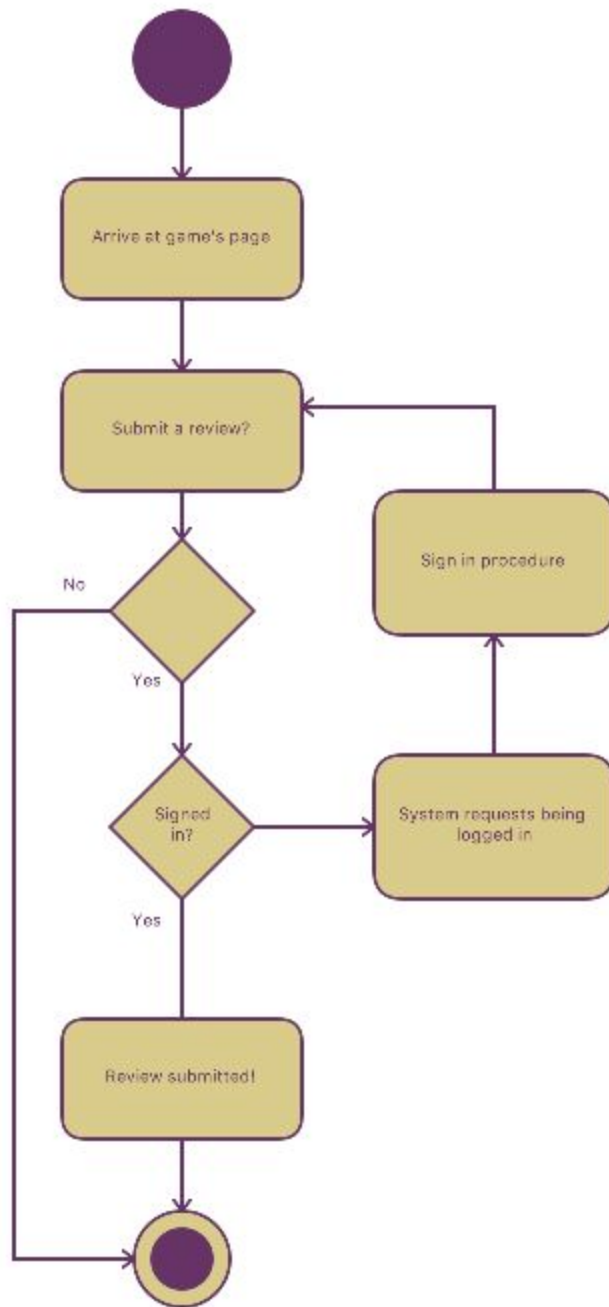 Arrive at game's page
Submit a review?
Sign in procedure
No
Yes
Signed
in?
System requests being
logged in
Yes
Review submitted!